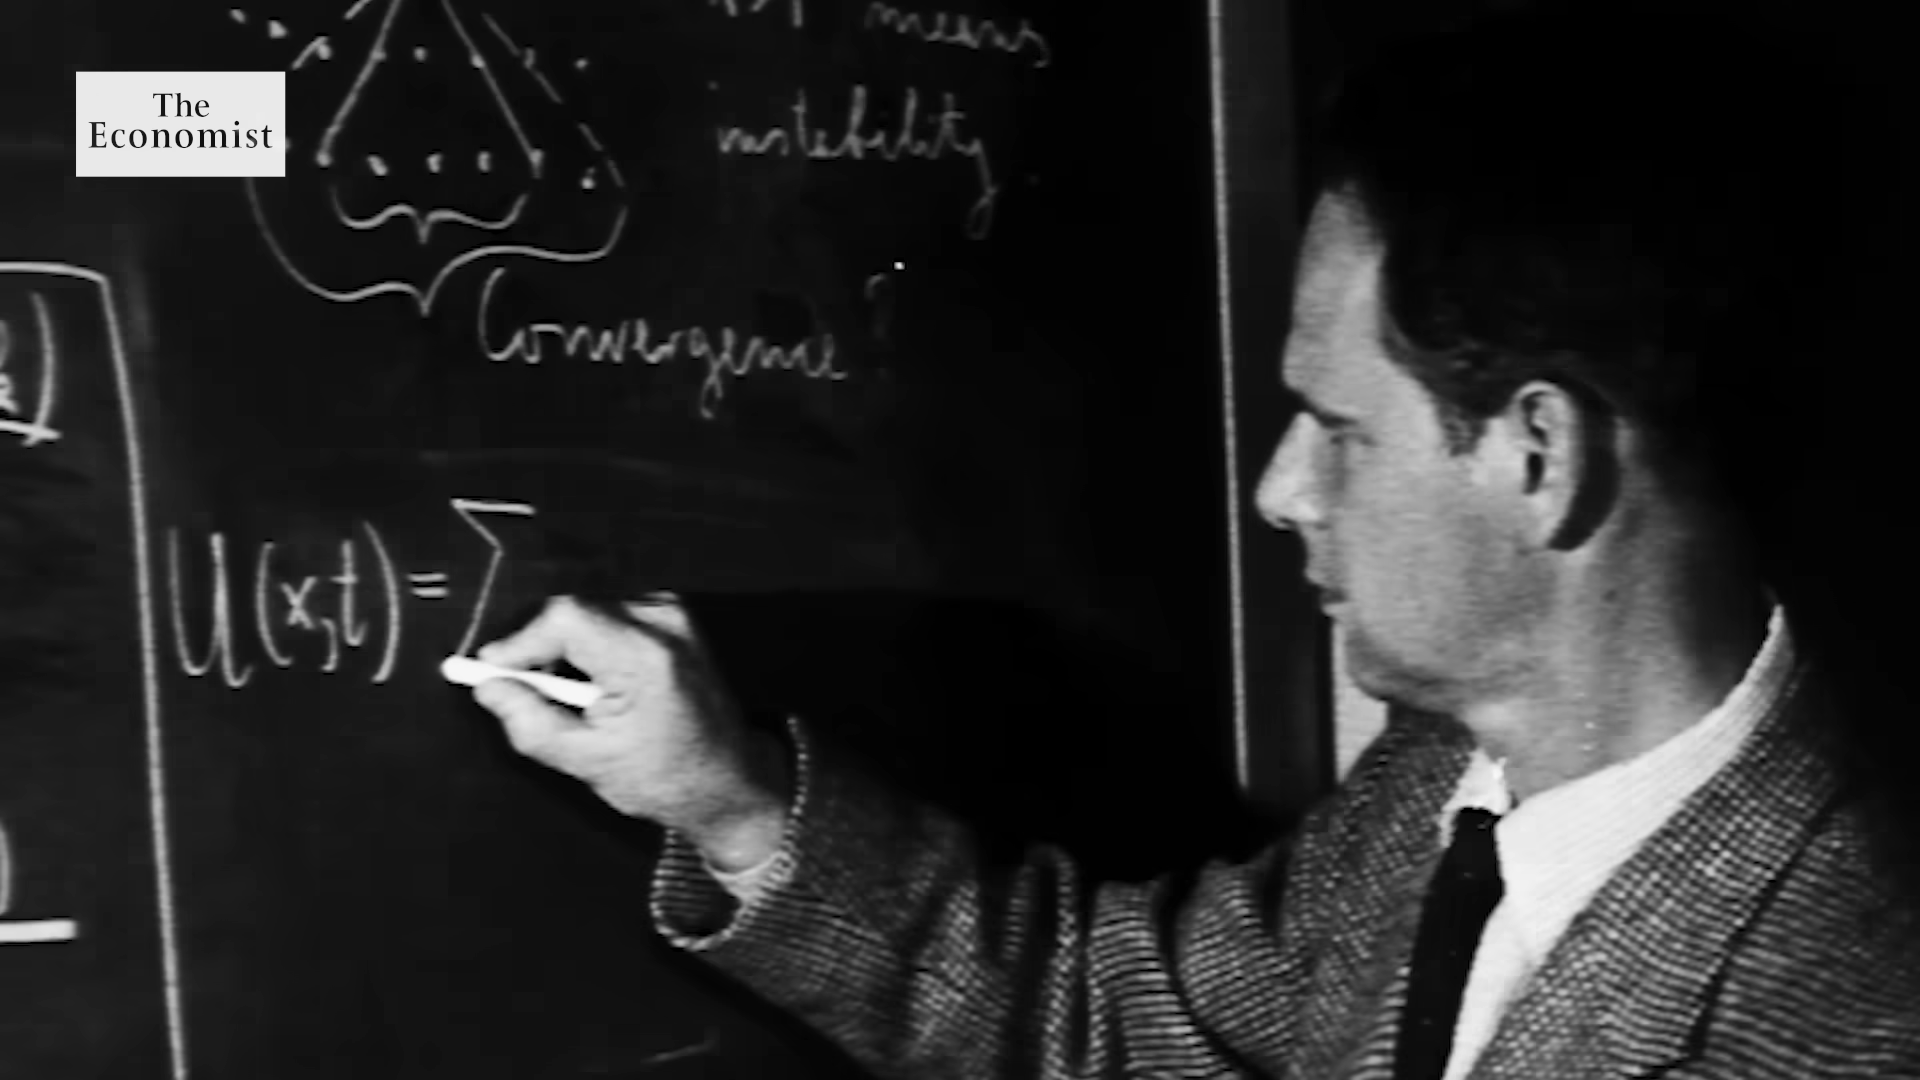 The
Economist
means
instability
Convergence?
U(x,t) = Σ